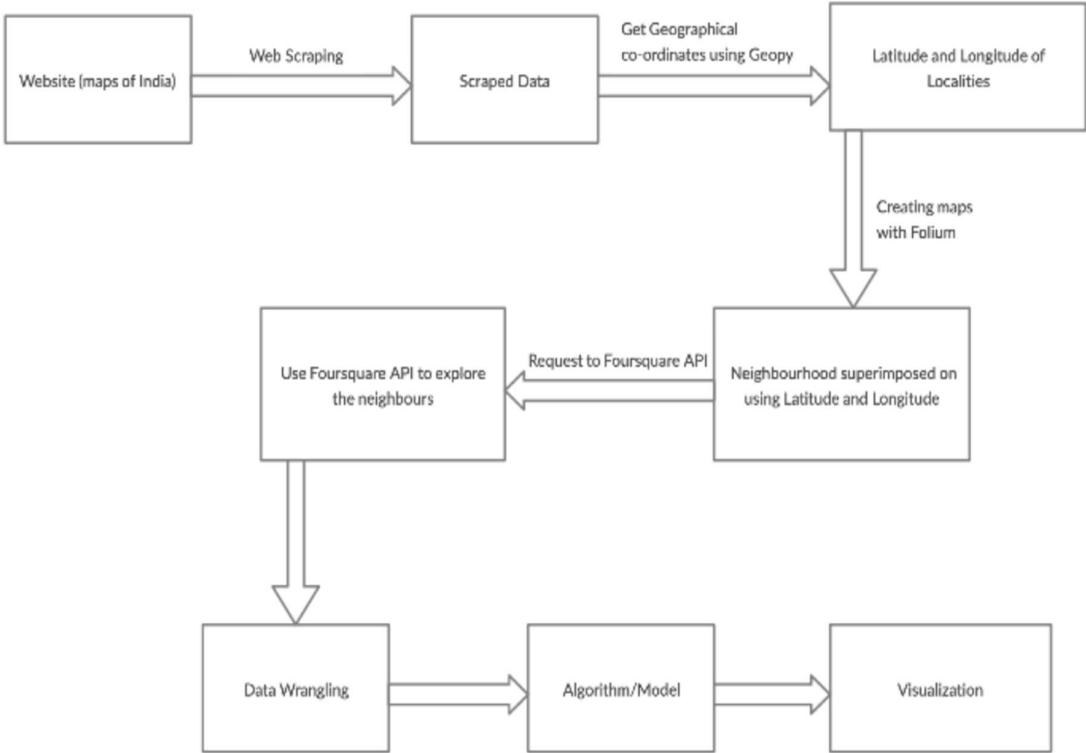 Website (maps of India)
Web Scraping
Scraped Data
Get Geographical
co-ordinates using Geopy
Latitude and Longitude of
Localities
Creating maps
with Folium
Neighbourhood superimposed on
using Latitude and Longitude
Request to Foursquare API
Use Foursquare API to explore
the neighbours
Data Wrangling
Algorithm/Model
Visualization